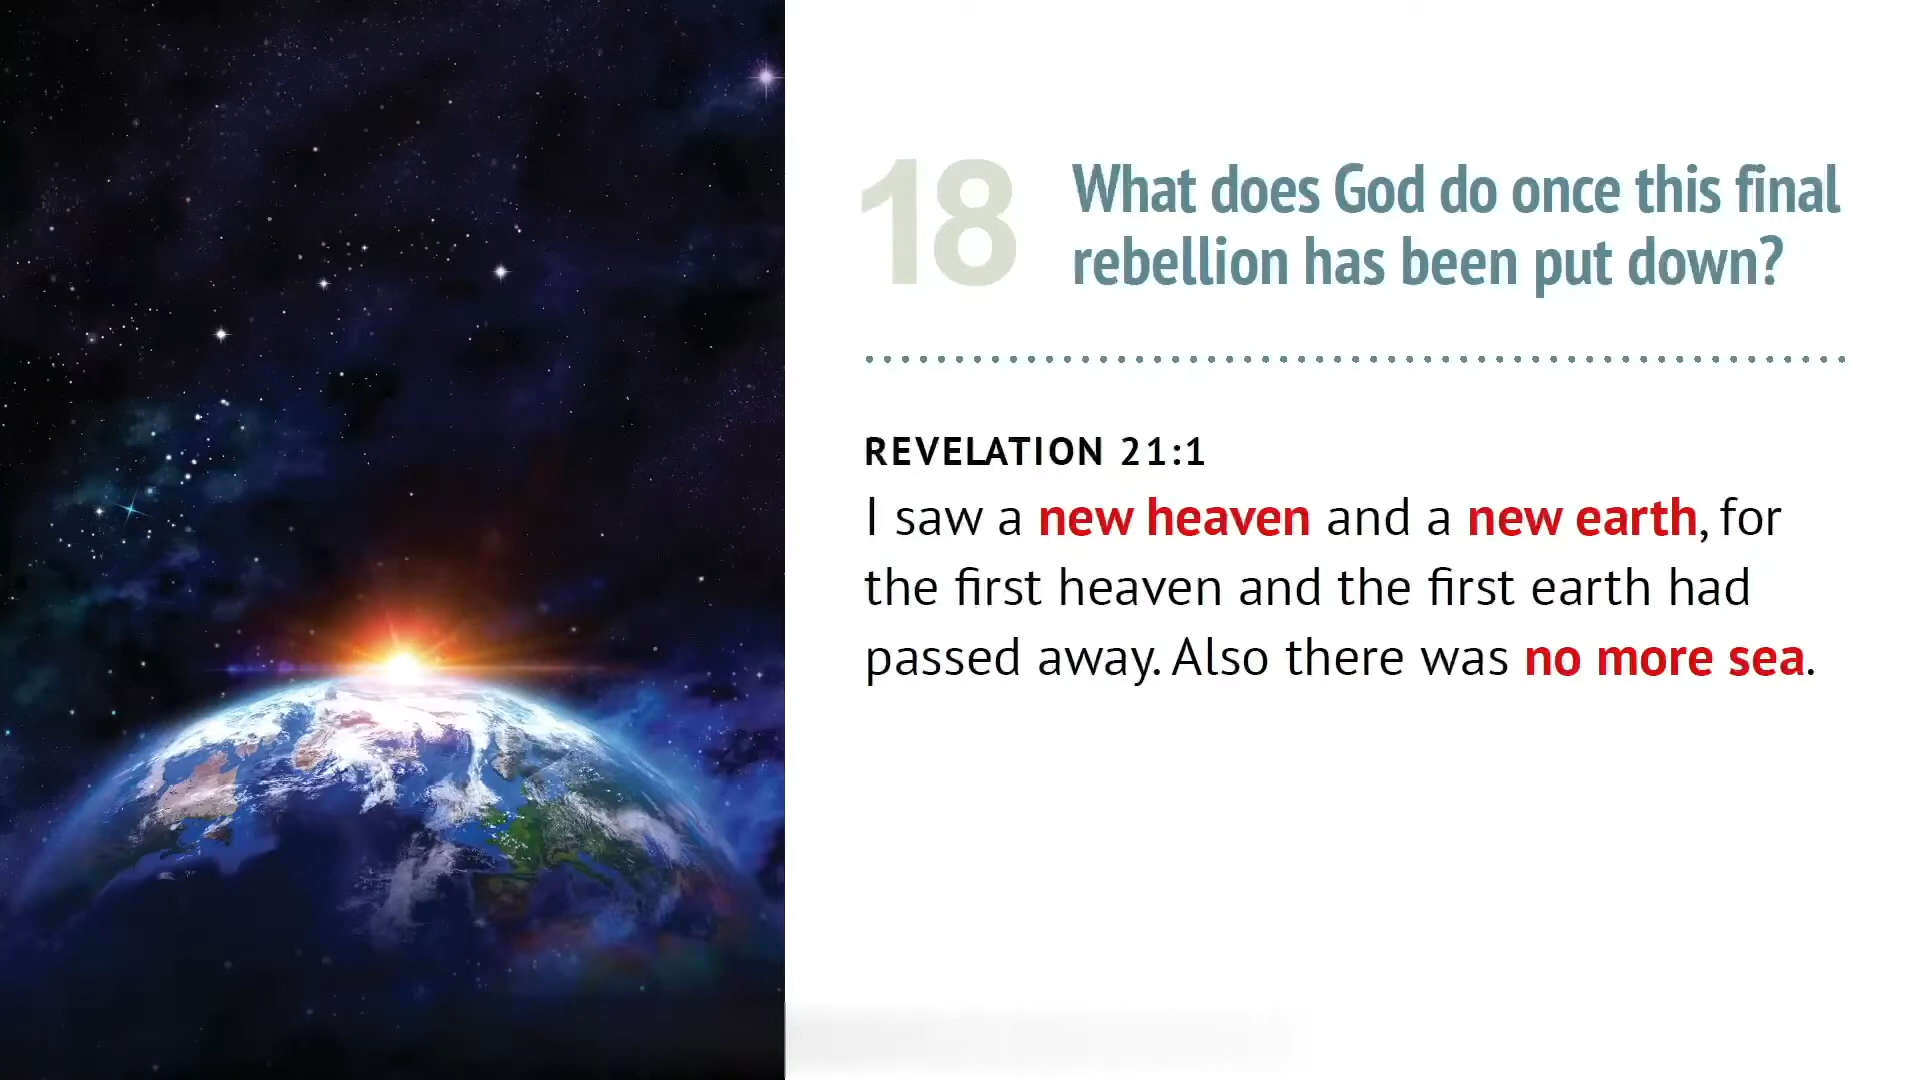 18
What does God do once this final
rebellion has been put down?
REVELATION 21:1
I saw a new heaven and a new earth, for
the first heaven and the first earth had
passed away. Also there was no more sea.